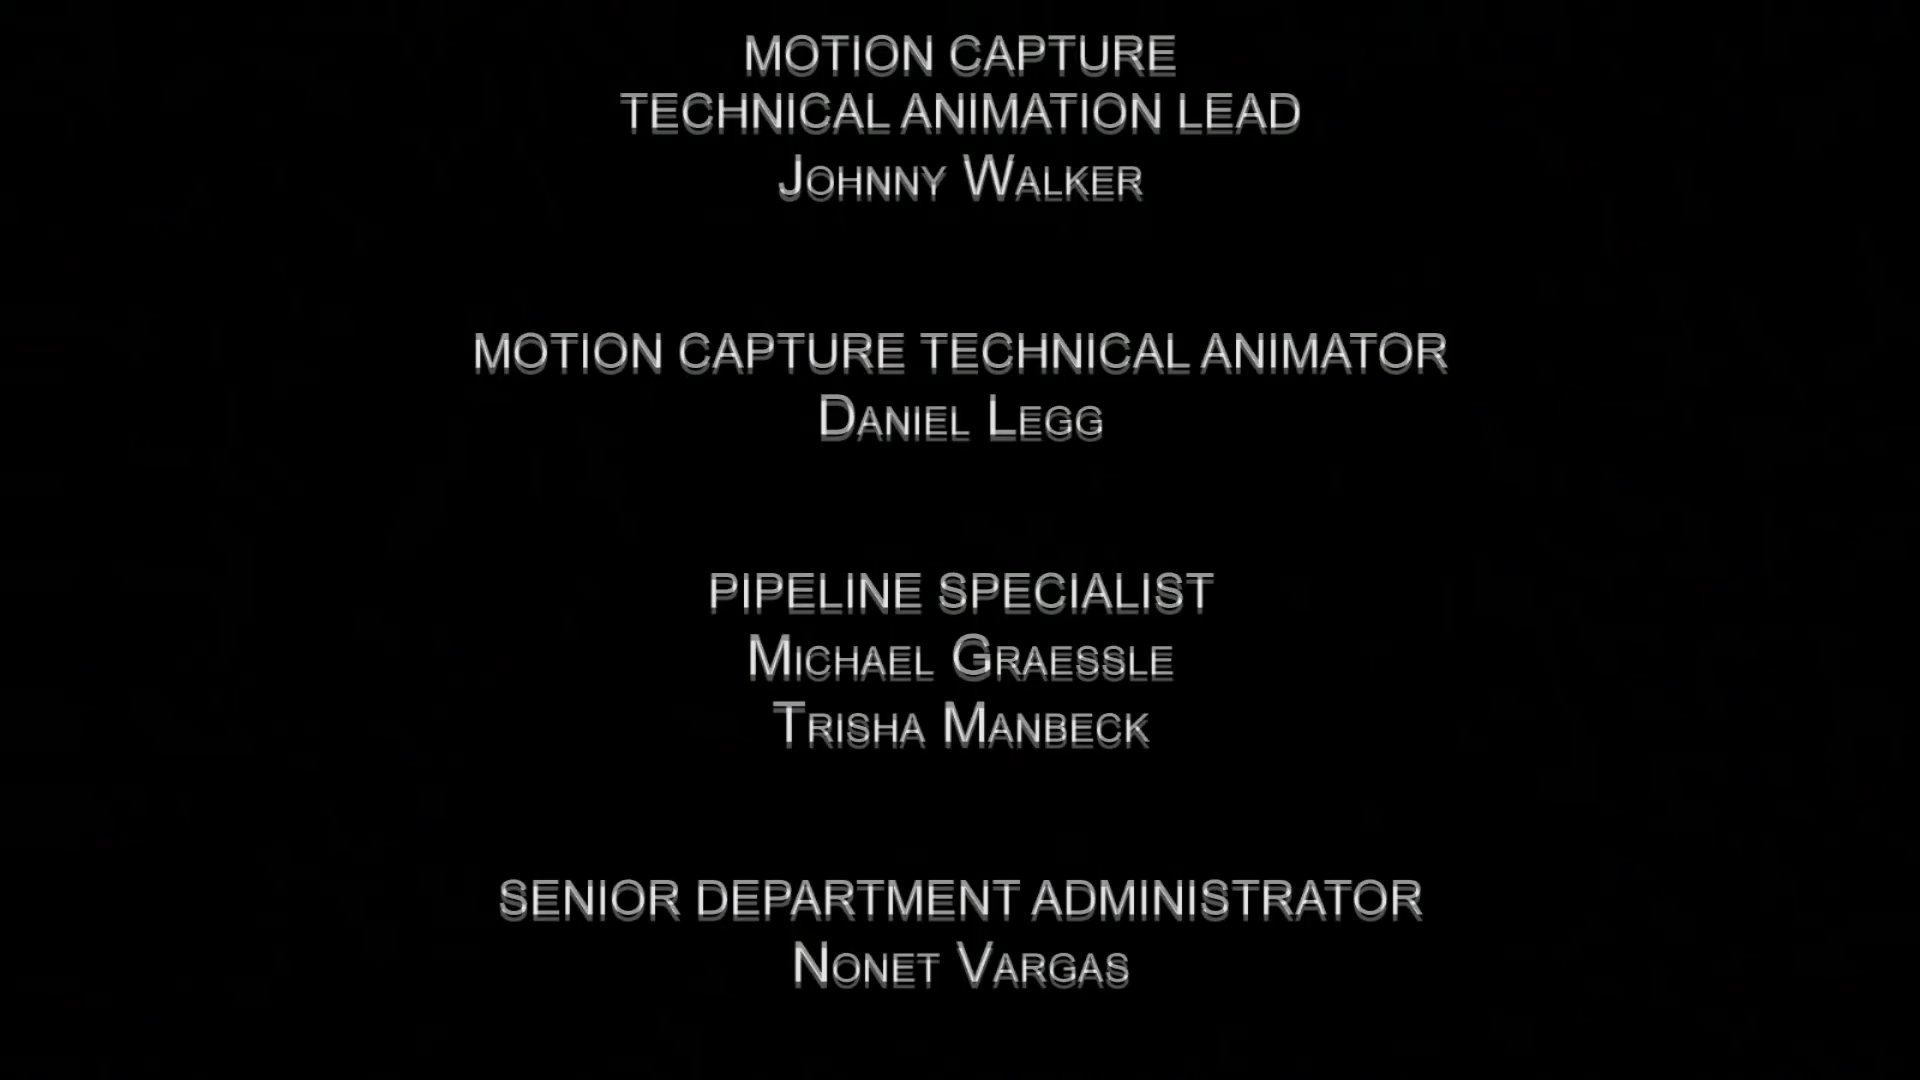 MOTION CAPTURE
TECHNICAL ANIMATION LEAD
JOHNNY WALKER
MOTION CAPTURE TECHNICAL ANIMATOR
DANIEL LEGG
PIPELINE SPECIALIST
MICHAEL GRAESSLE
TRISHA MANBECK
SENIOR DEPARTMENT ADMINISTRATOR
NONET VARGAS